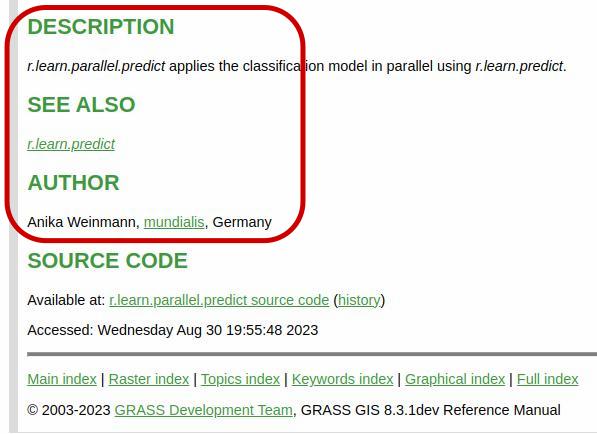 DESCRIPTION
r.learn.parallel.predict applies the classification model in parallel using r.learn.predict.
SEE ALSO
r.learn.predict
AUTHOR
Anika Weinmann, mundialis, Germany
SOURCE CODE
Available at: r.learn.parallel.predict source code (history)
Accessed: Wednesday Aug 30 19:55:48 2023
Main index | Raster index | Topics index | Keywords index | Graphical index | Full index
© 2003-2023 GRASS Development Team, GRASS GIS 8.3.1dev Reference Manual